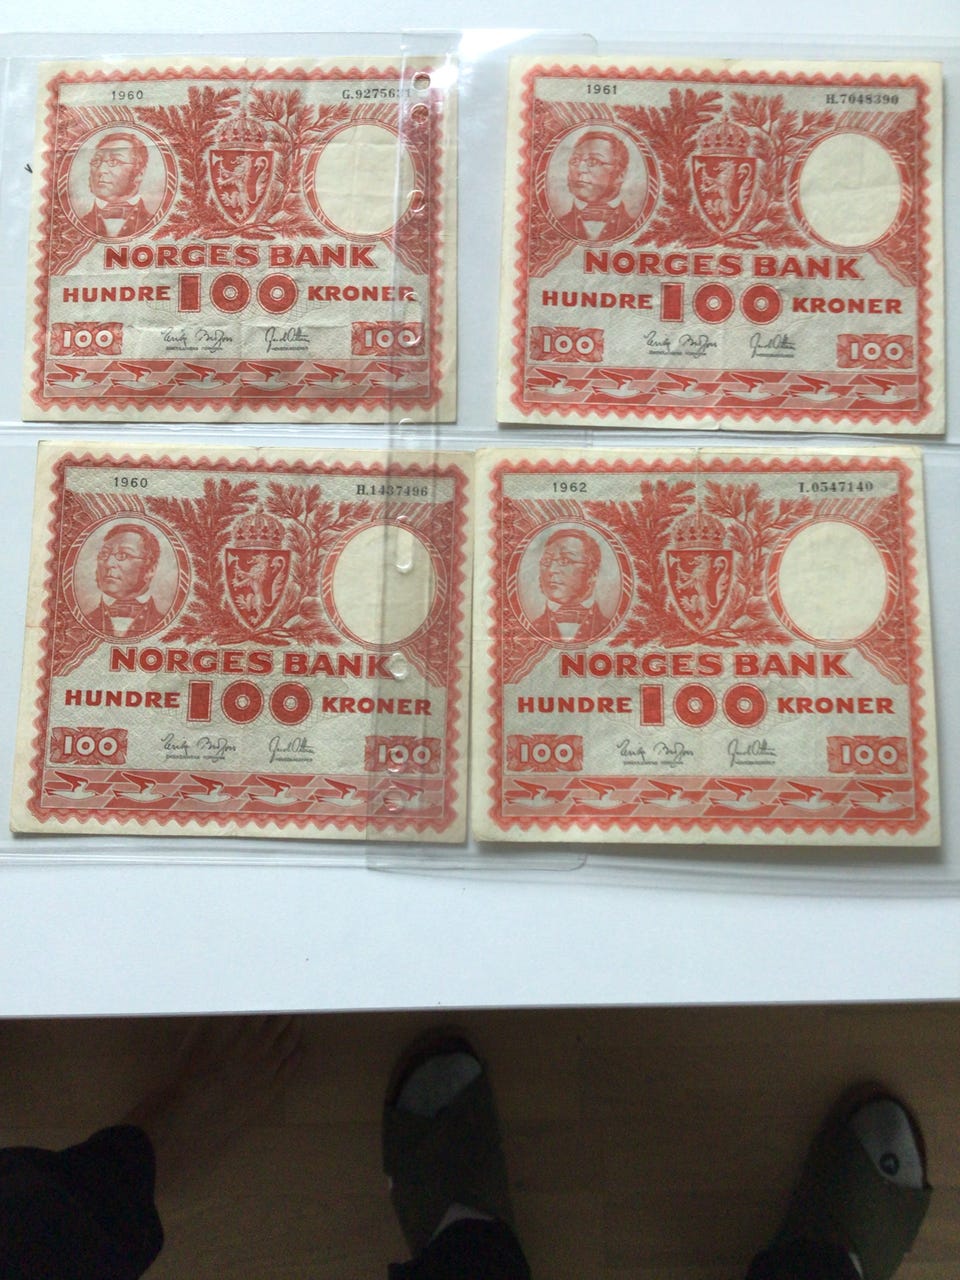 1960 G.9275631
NORGES BANK
HUNDRE 100 KRONER
100 100
1961 H.7048390
NORGES BANK
HUNDRE 100 KRONER
100 100
1960 H.1437496
NORGES BANK
HUNDRE 100 KRONER
100 100
1962 I.0547140
NORGES BANK
HUNDRE 100 KRONER
100 100